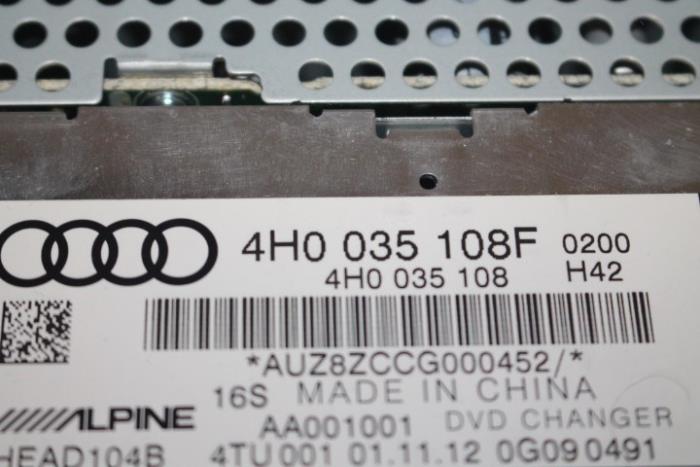 4H0 035 108F 0200
4H0 035 108 H42
*AUZ8ZCCG000452/*
16S MADE IN CHINA
ALPINE AA001001 DVD CHANGER
HEAD104B 4TU001 01.11.12 0G090491